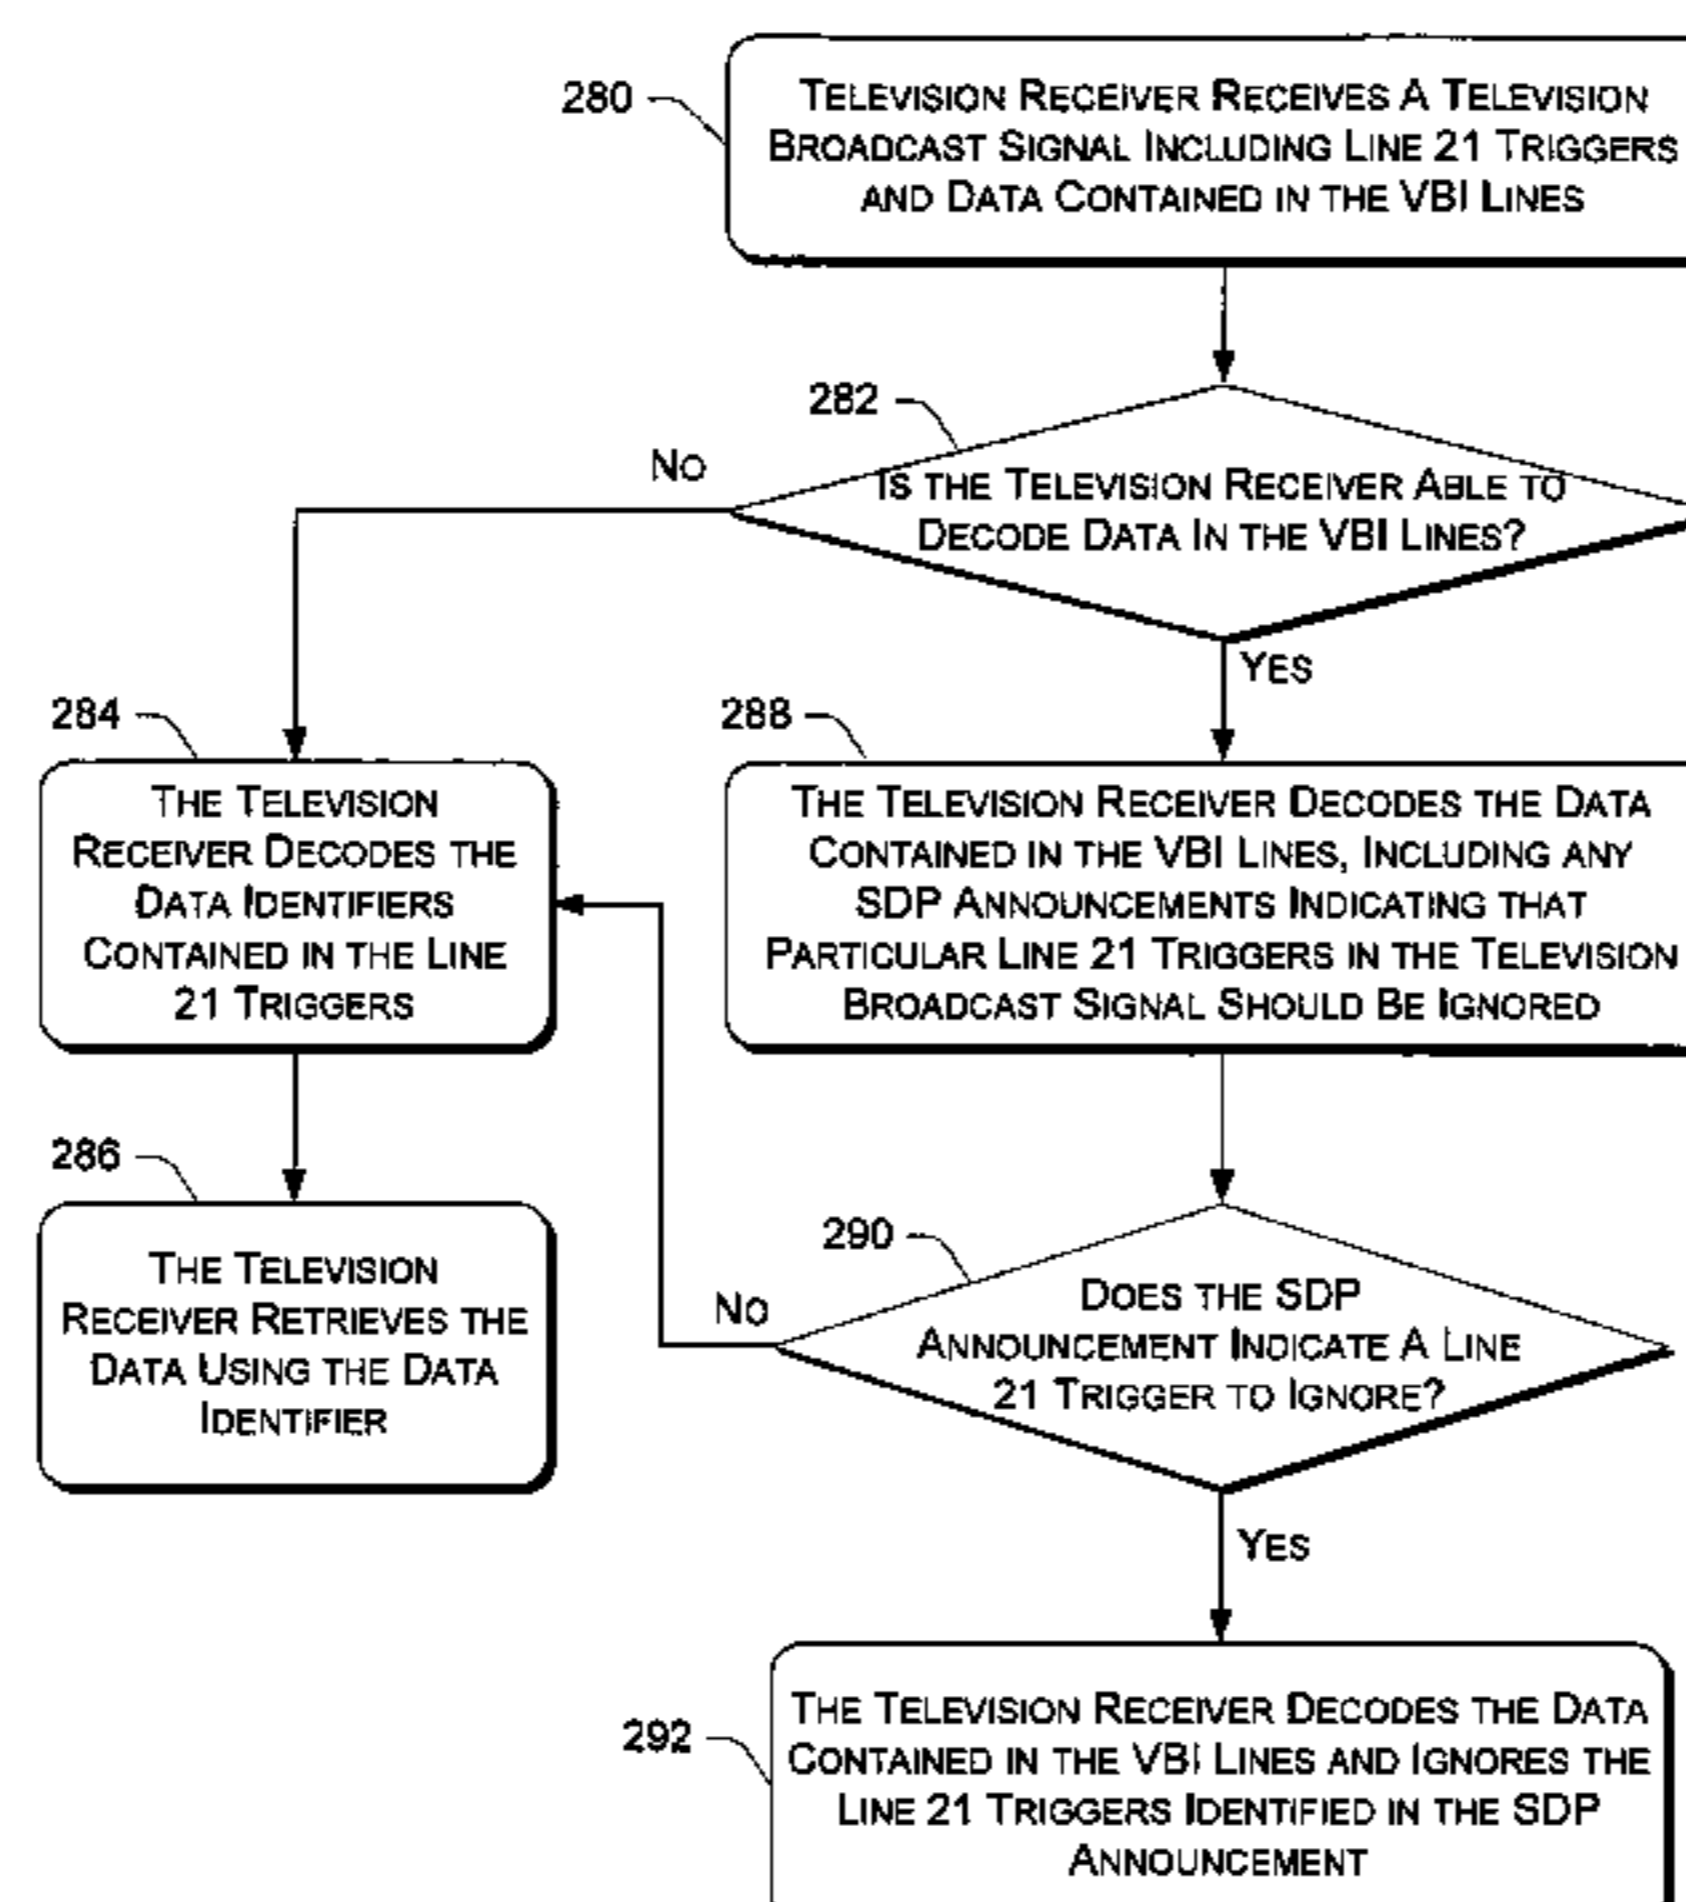 280
TELEVISION RECEIVER RECEIVES A TELEVISION
BROADCAST SIGNAL INCLUDING LINE 21 TRIGGERS
AND DATA CONTAINED IN THE VBI LINES
282
NO
IS THE TELEVISION RECEIVER ABLE TO
DECODE DATA IN THE VBI LINES?
YES
284
THE TELEVISION
RECEIVER DECODES THE
DATA IDENTIFIERS
CONTAINED IN THE LINE
21 TRIGGERS
288
THE TELEVISION RECEIVER DECODES THE DATA
CONTAINED IN THE VBI LINES, INCLUDING ANY
SDP ANNOUNCEMENTS INDICATING THAT
PARTICULAR LINE 21 TRIGGERS IN THE TELEVISION
BROADCAST SIGNAL SHOULD BE IGNORED
286
THE TELEVISION
RECEIVER RETRIEVES THE
DATA USING THE DATA
IDENTIFIER
290
NO
DOES THE SDP
ANNOUNCEMENT INDICATE A LINE
21 TRIGGER TO IGNORE?
YES
292
THE TELEVISION RECEIVER DECODES THE DATA
CONTAINED IN THE VBI LINES AND IGNORES THE
LINE 21 TRIGGERS IDENTIFIED IN THE SDP
ANNOUNCEMENT